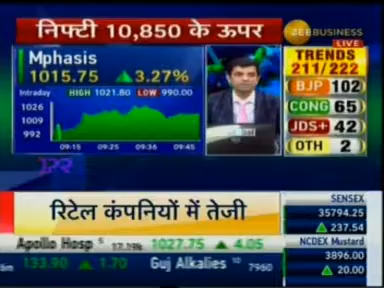 निफ्टी 10,850 के ऊपर
ZEEBUSINESS
LIVE
Mphasis
1015.75 ▲ 3.27%
Intraday HIGH 1021.80 LOW 990.00
1026
1009
992
09:15 09:25 09:36 09:45
TRENDS
211/222
BJP 102
CONG 65
JDS+ 42
OTH 2
रिटेल कंपनियों में तेजी
SENSEX
35794.25
▲ 237.54
NCDEX Mustard
3896.00
▲ 20.00
Apollo Hosp 1027.75 ▲ 4.05
133.90 ▲ 1.70 Guj Alkalies 7960